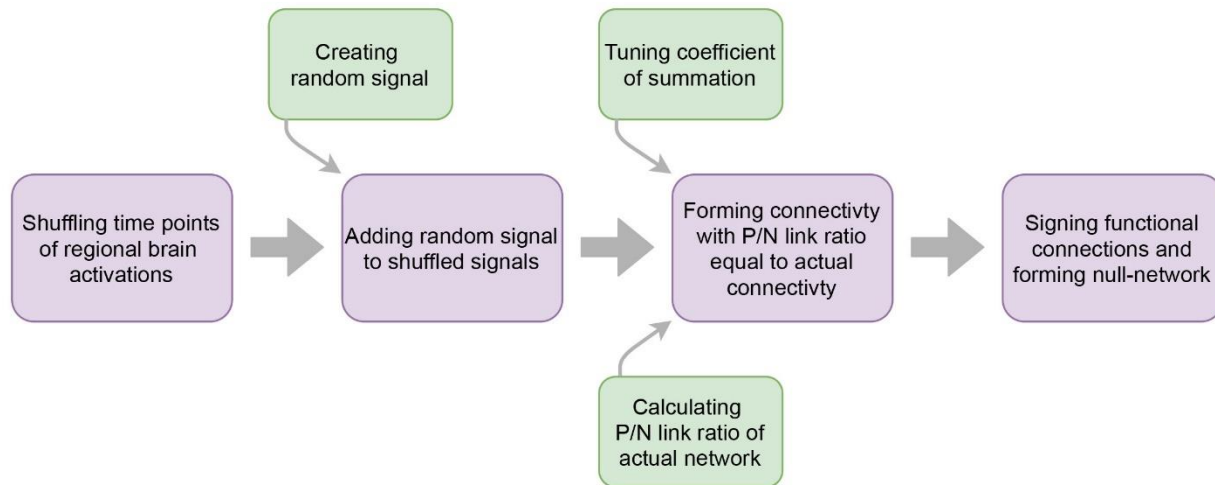 Creating
random signal
Tuning coefficient
of summation
Shuffling time points
of regional brain
activations
Adding random signal
to shuffled signals
Forming connectivty
with P/N link ratio
equal to actual
connectivty
Signing functional
connections and
forming null-network
Calculating
P/N link ratio of
actual network